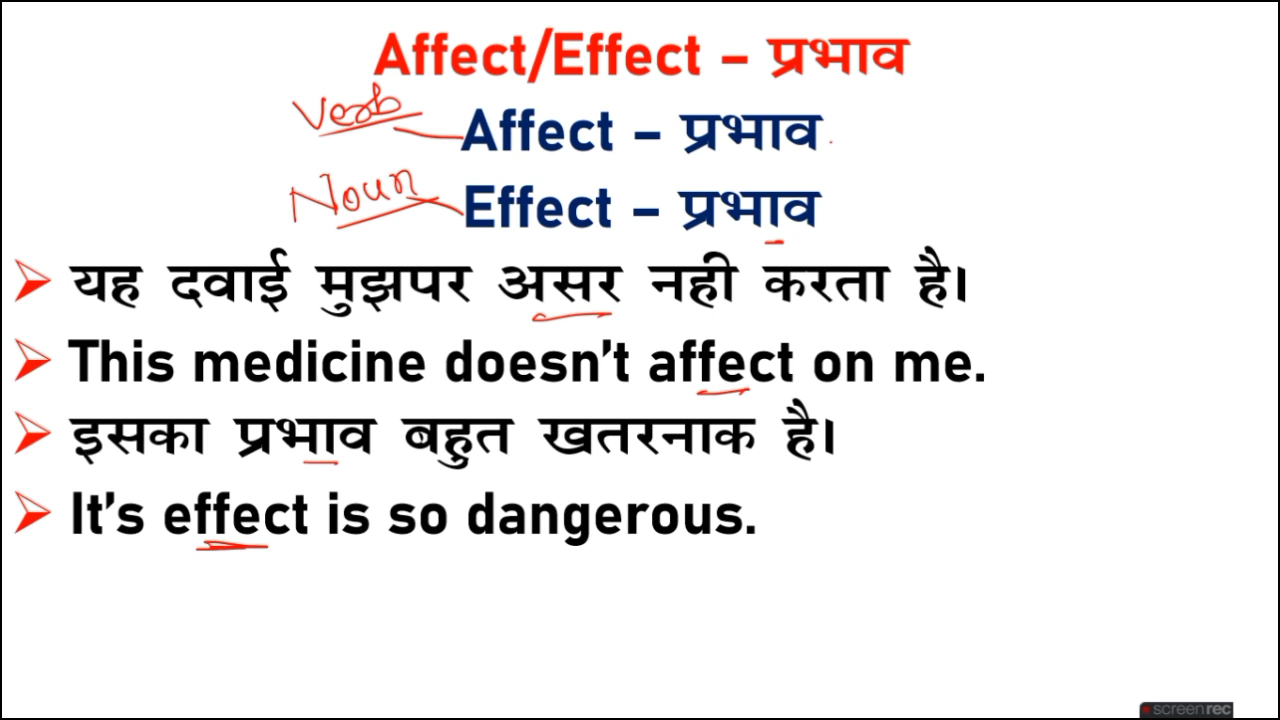 Affect/Effect – प्रभाव
Verb
Affect – प्रभाव
Noun
Effect – प्रभाव
यह दवाई मुझपर असर नही करता है।
This medicine doesn't affect on me.
इसका प्रभाव बहुत खतरनाक है।
It's effect is so dangerous.
screenrec